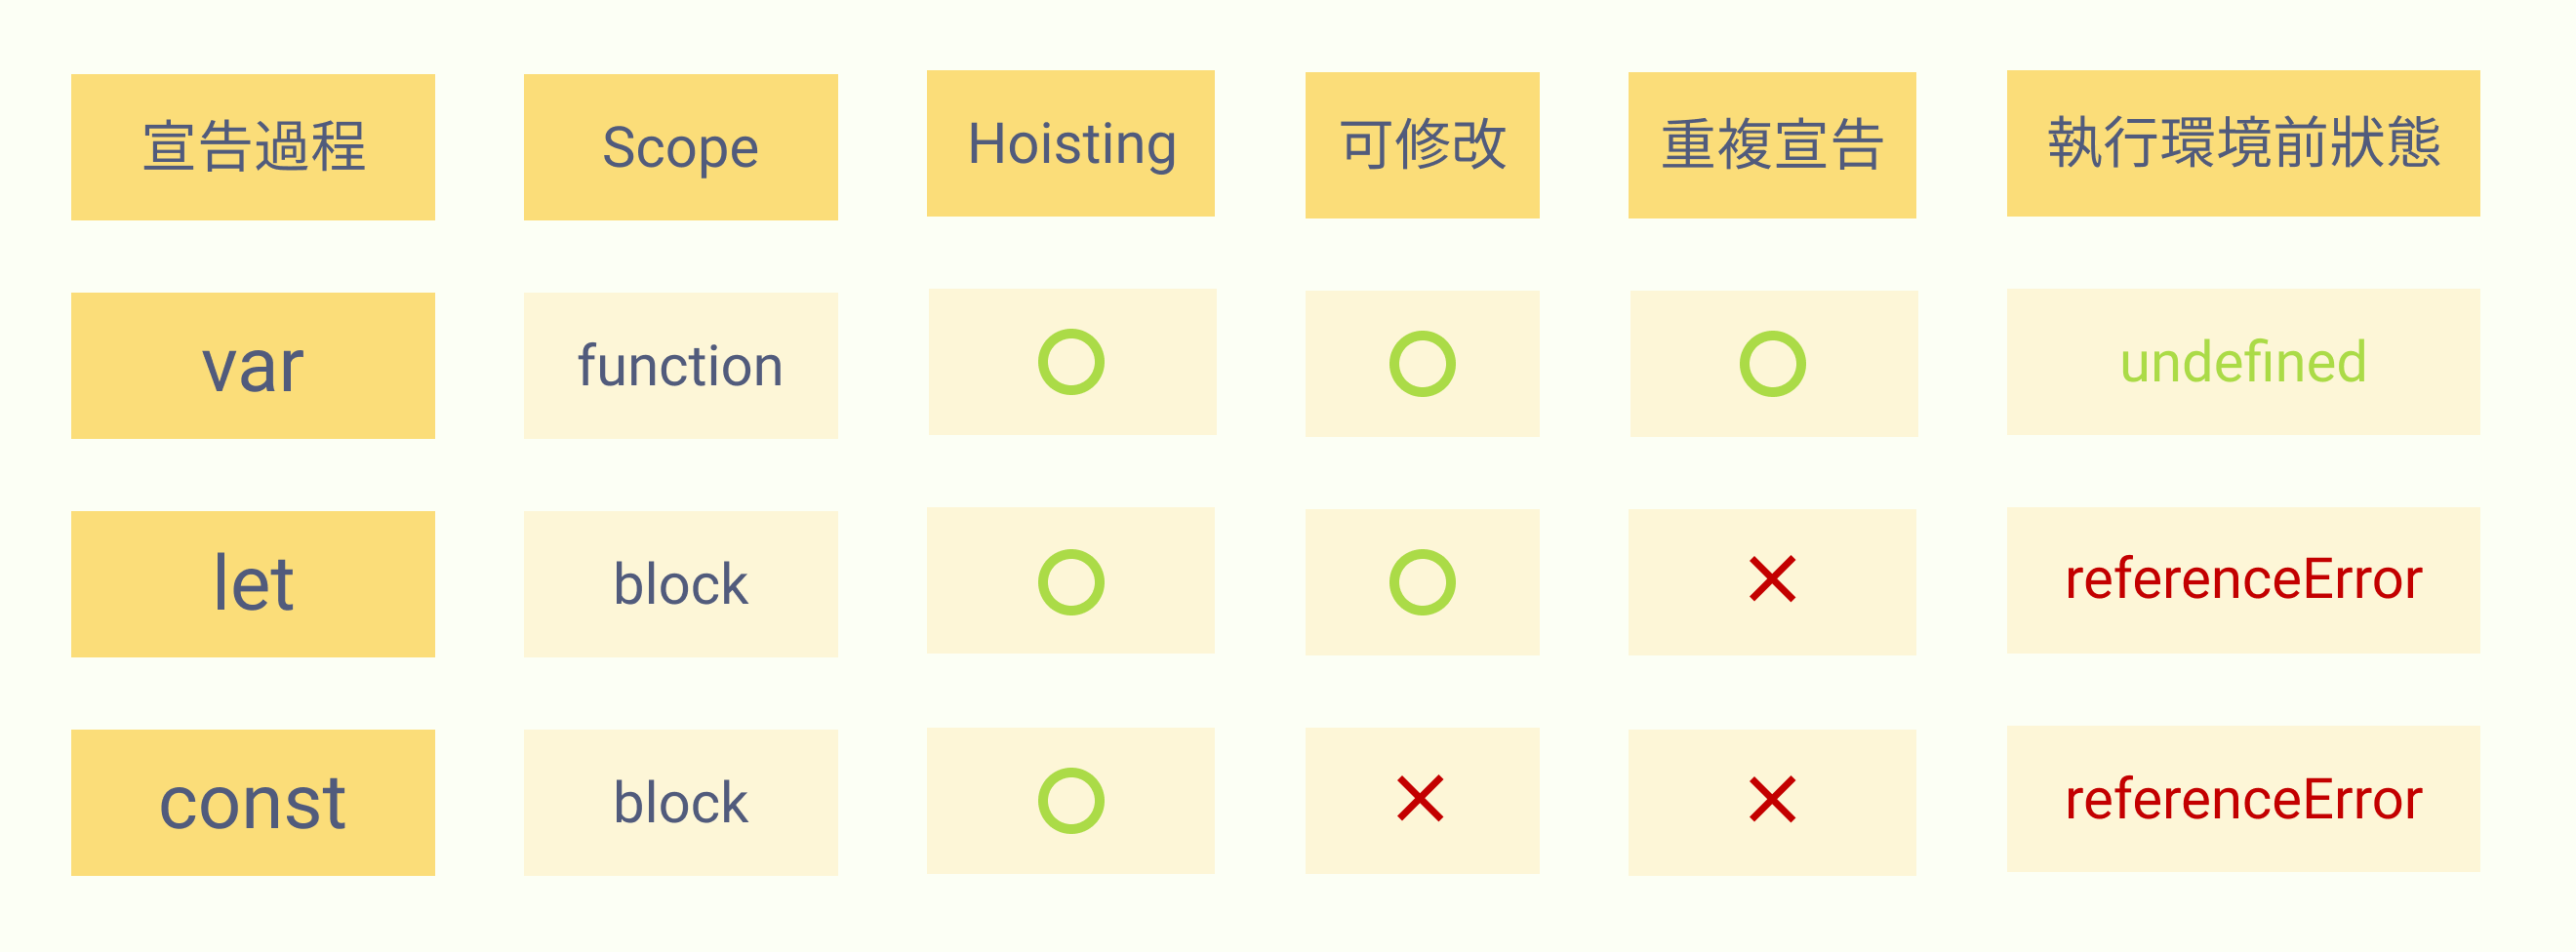 宣告過程 Scope Hoisting 可修改 重複宣告 執行環境前狀態
var function undefined
let block referenceError
const block referenceError